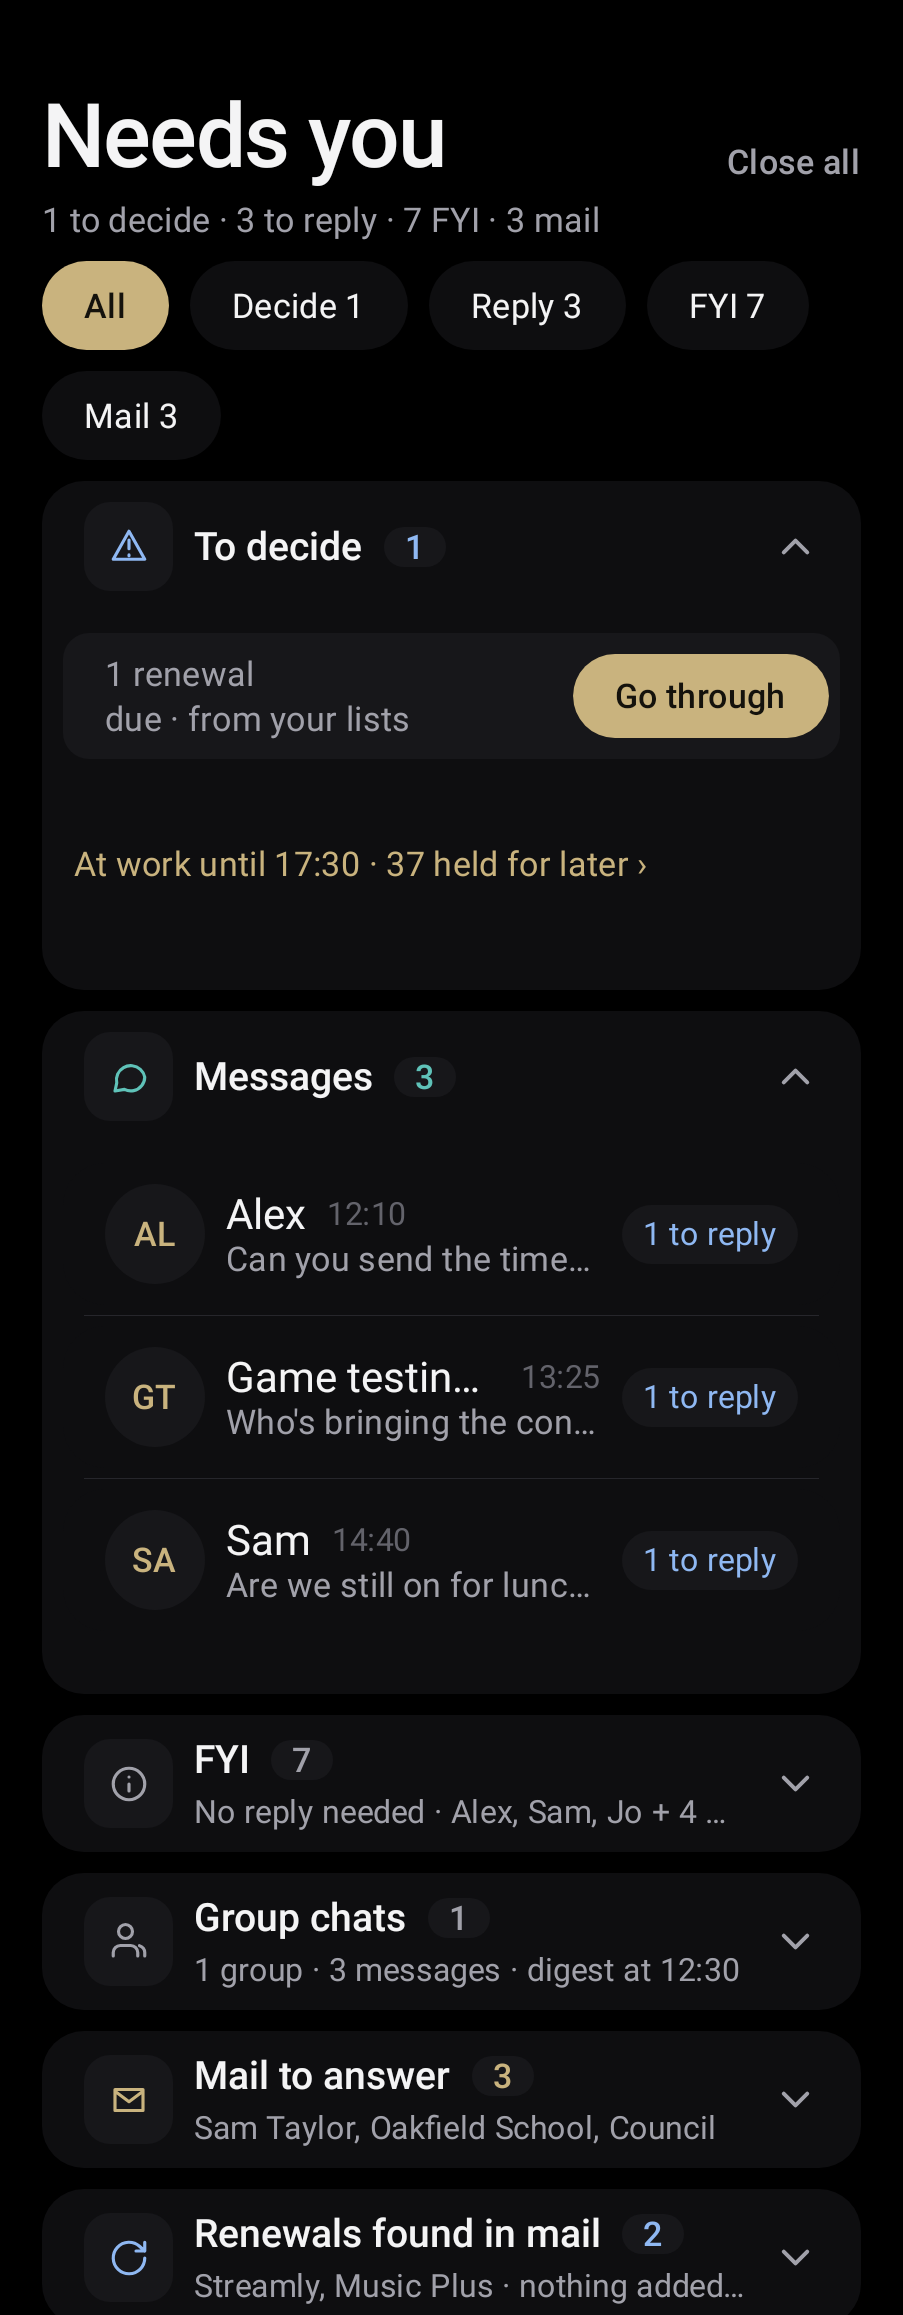 Needs you
Close all
1 to decide · 3 to reply · 7 FYI · 3 mail
All
Decide 1
Reply 3
FYI 7
Mail 3
To decide 1
1 renewal
due · from your lists
Go through
At work until 17:30 · 37 held for later ›
Messages 3
AL
Alex 12:10
Can you send the time…
1 to reply
GT
Game testin… 13:25
Who's bringing the con…
1 to reply
SA
Sam 14:40
Are we still on for lunc…
1 to reply
FYI 7
No reply needed · Alex, Sam, Jo + 4 …
Group chats 1
1 group · 3 messages · digest at 12:30
Mail to answer 3
Sam Taylor, Oakfield School, Council
Renewals found in mail 2
Streamly, Music Plus · nothing added…